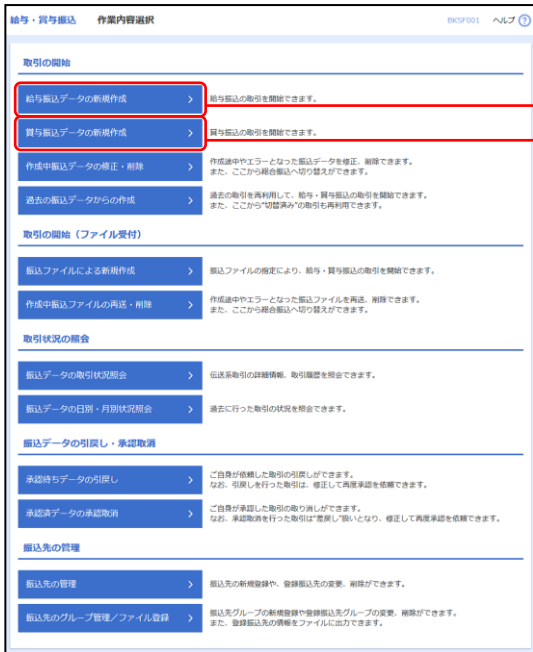 給与・賞与振込 作業内容選択 BKSF001 ヘルプ ?
取引の開始
給与振込データの新規作成 > 給与振込の取引を開始できます。
賞与振込データの新規作成 > 賞与振込の取引を開始できます。
作成中振込データの修正・削除 > 作成途中やエラーとなった振込データを修正、削除できます。
また、ここから総合振込へ切り替えができます。
過去の振込データからの作成 > 過去の取引を再利用して、給与・賞与振込の取引を開始できます。
また、ここから"切替済み"の取引も再利用できます。
取引の開始（ファイル受付）
振込ファイルによる新規作成 > 振込ファイルの指定により、給与・賞与振込の取引を開始できます。
作成中振込ファイルの再送・削除 > 作成途中やエラーとなった振込ファイルを再送、削除できます。
また、ここから総合振込へ切り替えができます。
取引状況の照会
振込データの取引状況照会 > 伝送系取引の詳細情報、取引履歴を照会できます。
振込データの日別・月別状況照会 > 過去に行った取引の状況を照会できます。
振込データの引戻し・承認取消
承認待ちデータの引戻し > ご自身が依頼した取引の引戻しができます。
なお、引戻しを行った取引は、修正して再度承認を依頼できます。
承認済データの承認取消 > ご自身が承認した取引の取り消しができます。
なお、承認取消を行った取引は"差戻し"扱いとなり、修正して再度承認を依頼できます。
振込先の管理
振込先の管理 > 振込先の新規登録や、登録振込先の変更、削除ができます。
振込先のグループ管理／ファイル登録 > 振込先グループの新規登録や登録振込先グループの変更、削除ができます。
また、登録振込先の情報をファイルに出力できます。